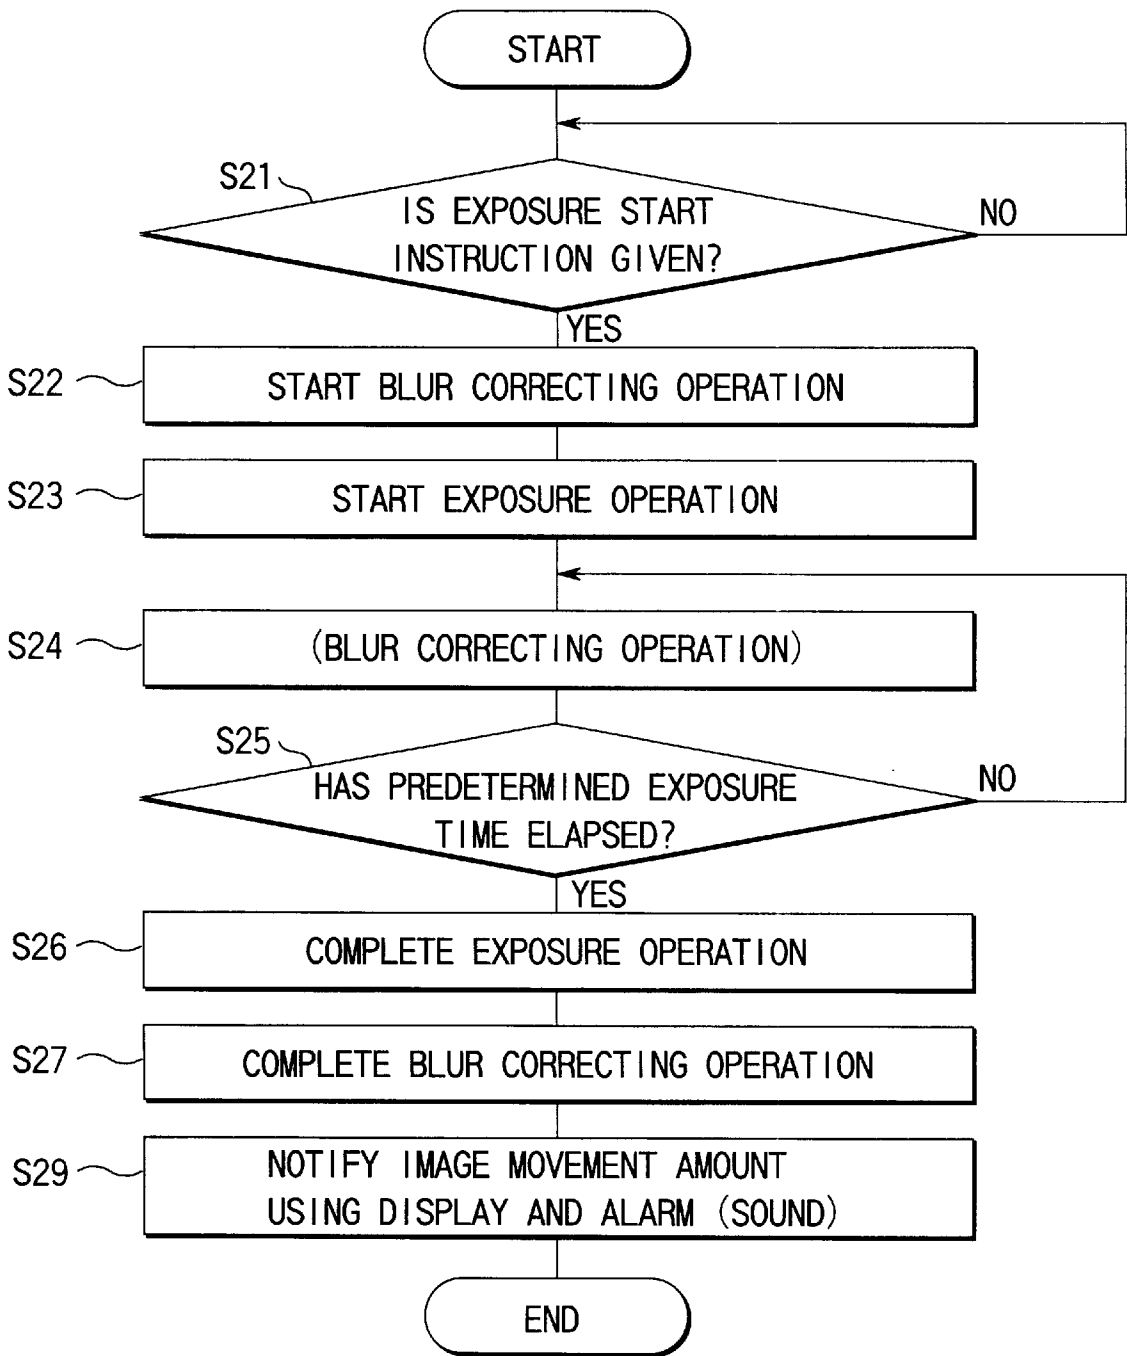 START
S21
IS EXPOSURE START
INSTRUCTION GIVEN?
NO
YES
S22
START BLUR CORRECTING OPERATION
S23
START EXPOSURE OPERATION
S24
(BLUR CORRECTING OPERATION)
S25
HAS PREDETERMINED EXPOSURE
TIME ELAPSED?
NO
YES
S26
COMPLETE EXPOSURE OPERATION
S27
COMPLETE BLUR CORRECTING OPERATION
S29
NOTIFY IMAGE MOVEMENT AMOUNT
USING DISPLAY AND ALARM (SOUND)
END